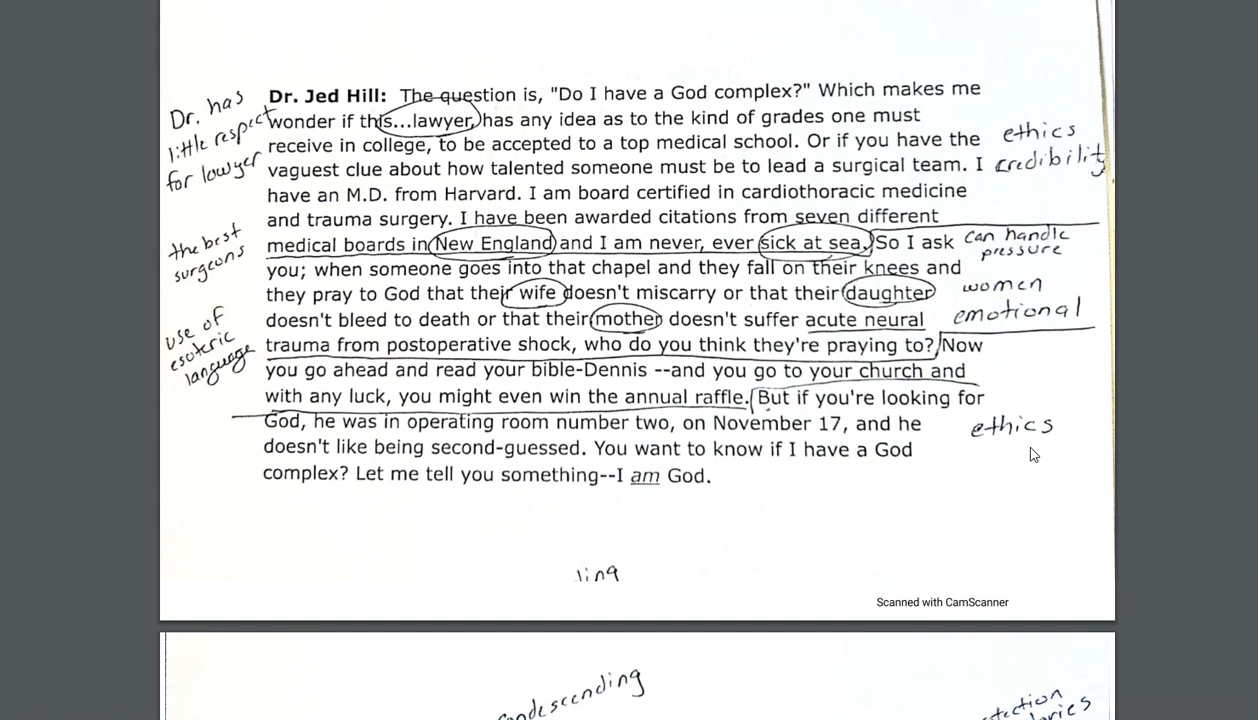 Dr. has
little respect
for lawyer
Dr. Jed Hill: The question is, "Do I have a God complex?" Which makes me
wonder if this...lawyer, has any idea as to the kind of grades one must
receive in college, to be accepted to a top medical school. Or if you have the
vaguest clue about how talented someone must be to lead a surgical team. I
have an M.D. from Harvard. I am board certified in cardiothoracic medicine
and trauma surgery. I have been awarded citations from seven different
medical boards in New England and I am never, ever sick at sea. So I ask
you; when someone goes into that chapel and they fall on their knees and
they pray to God that their wife doesn't miscarry or that their daughter
doesn't bleed to death or that their mother doesn't suffer acute neural
trauma from postoperative shock, who do you think they're praying to? Now
you go ahead and read your bible-Dennis --and you go to your church and
with any luck, you might even win the annual raffle. But if you're looking for
God, he was in operating room number two, on November 17, and he
doesn't like being second-guessed. You want to know if I have a God
complex? Let me tell you something--I am God.
ethics
credibility
the best
surgeons
can handle
pressure
women
emotional
use of
esoteric
language
ethics
Scanned with CamScanner